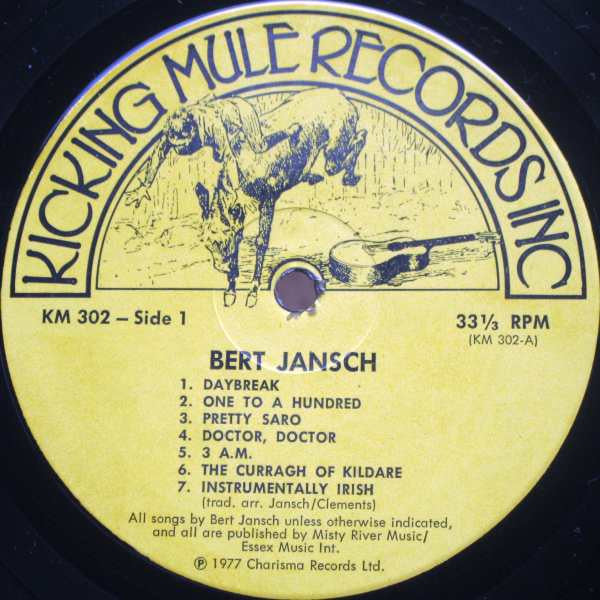 KICKING MULE RECORDS INC
KM 302 – Side 1
33 1/3 RPM
(KM 302-A)
BERT JANSCH
1. DAYBREAK
2. ONE TO A HUNDRED
3. PRETTY SARO
4. DOCTOR, DOCTOR
5. 3 A.M.
6. THE CURRAGH OF KILDARE
7. INSTRUMENTALLY IRISH
(trad. arr. Jansch/Clements)
All songs by Bert Jansch unless otherwise indicated,
and all are published by Misty River Music/
Essex Music Int.
℗ 1977 Charisma Records Ltd.